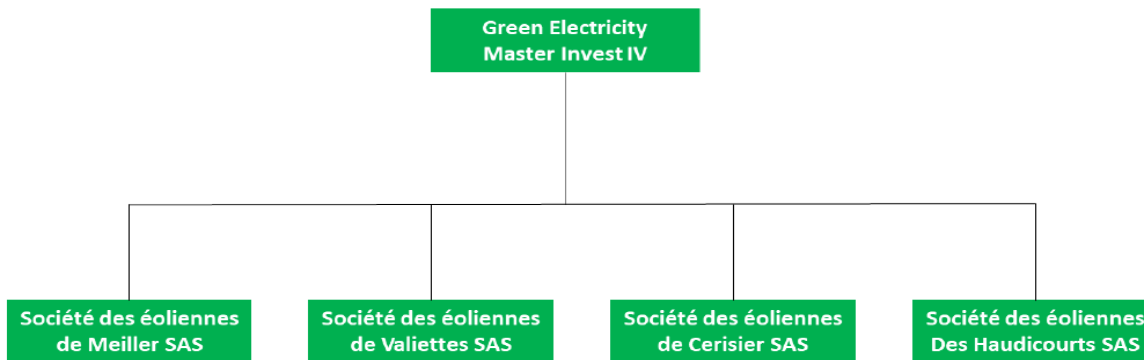 Green Electricity
Master Invest IV
Société des éoliennes
de Meiller SAS
Société des éoliennes
de Valiettes SAS
Société des éoliennes
de Cerisier SAS
Société des éoliennes
Des Haudicourts SAS